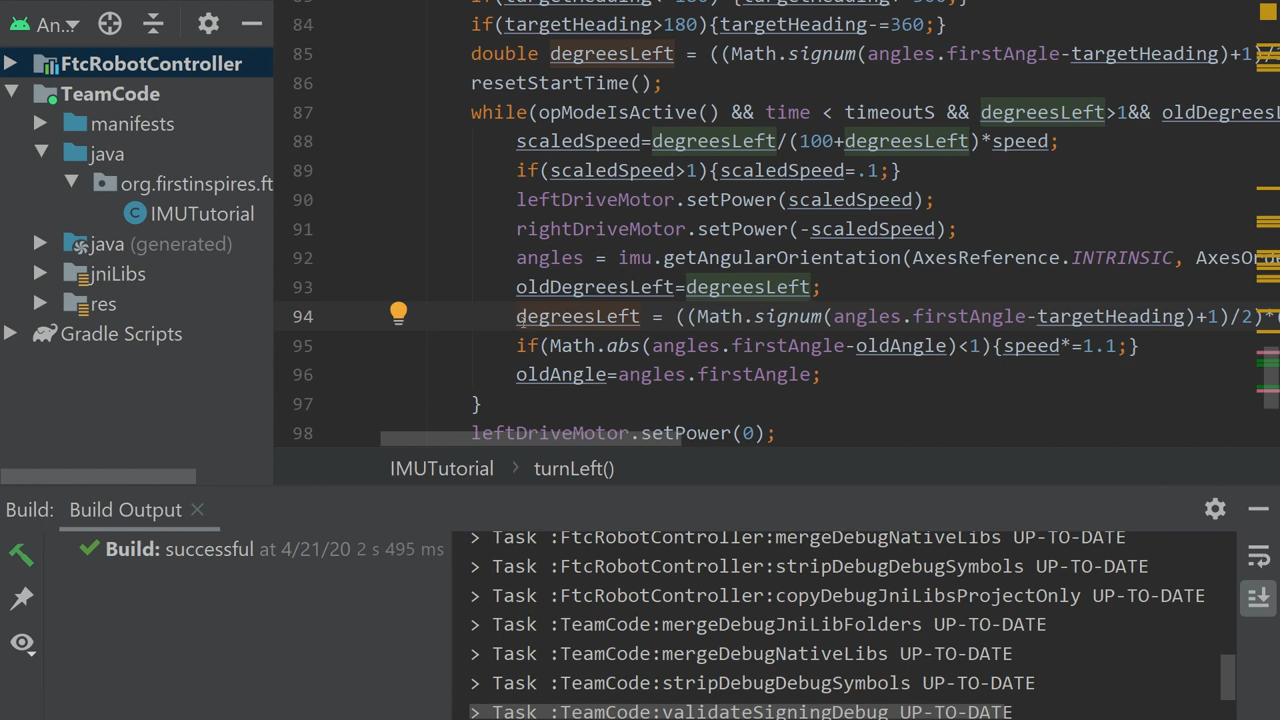 An...
FtcRobotController
TeamCode
manifests
java
org.firstinspires.ft
IMUTutorial
java (generated)
jniLibs
res
Gradle Scripts
84 if(targetHeading>180){targetHeading-=360;}
85 double degreesLeft = ((Math.signum(angles.firstAngle-targetHeading)+1)/
86 resetStartTime();
87 while(opModeIsActive() && time < timeoutS && degreesLeft>1&& oldDegreesL
88 scaledSpeed=degreesLeft/(100+degreesLeft)*speed;
89 if(scaledSpeed>1){scaledSpeed=.1;}
90 leftDriveMotor.setPower(scaledSpeed);
91 rightDriveMotor.setPower(-scaledSpeed);
92 angles = imu.getAngularOrientation(AxesReference.INTRINSIC, AxesOrde
93 oldDegreesLeft=degreesLeft;
94 degreesLeft = ((Math.signum(angles.firstAngle-targetHeading)+1)/2)*(
95 if(Math.abs(angles.firstAngle-oldAngle)<1){speed*=1.1;}
96 oldAngle=angles.firstAngle;
97 }
98 leftDriveMotor.setPower(0);
IMUTutorial > turnLeft()
Build: Build Output
Build: successful at 4/21/20 2 s 495 ms
> Task :FtcRobotController:mergeDebugNativeLibs UP-TO-DATE
> Task :FtcRobotController:stripDebugDebugSymbols UP-TO-DATE
> Task :FtcRobotController:copyDebugJniLibsProjectOnly UP-TO-DATE
> Task :TeamCode:mergeDebugJniLibFolders UP-TO-DATE
> Task :TeamCode:mergeDebugNativeLibs UP-TO-DATE
> Task :TeamCode:stripDebugDebugSymbols UP-TO-DATE
> Task :TeamCode:validateSigningDebug UP-TO-DATE